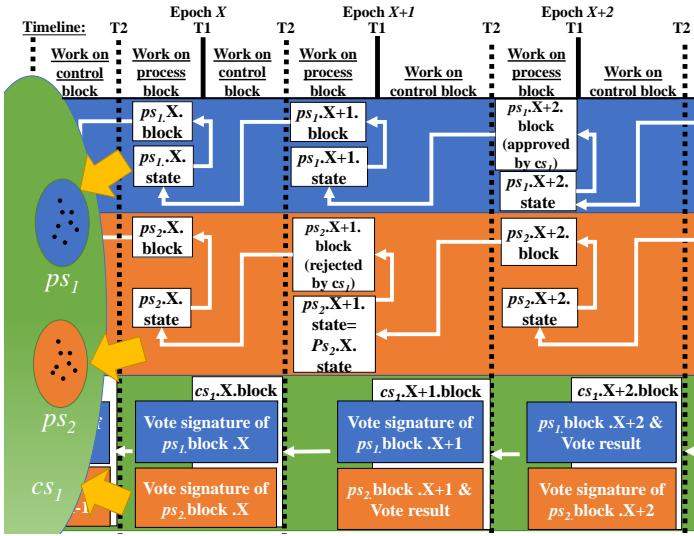 Timeline:
T2
Epoch X
T1
T2
Epoch X+1
T1
T2
Epoch X+2
T1
T2
Work on
control
block
Work on
process
block
Work on
control
block
Work on
process
block
Work on
control block
Work on
process
block
Work on
control block
ps1.X.
block
ps1.X.
state
ps1.X+1.
block
ps1.X+1.
state
ps1.X+2.
block
(approved
by cs1)
ps1.X+2.
state
ps1
ps2.X.
block
ps2.X.
state
ps2.X+1.
block
(rejected
by cs1)
ps2.X+1.
state=
Ps2.X.
state
ps2.X+2.
block
ps2.X+2.
state
ps2
cs1
cs1.X.block
Vote signature of
ps1.block .X
Vote signature of
ps2.block .X
cs1.X+1.block
Vote signature of
ps1.block .X+1
ps2.block .X+1 &
Vote result
cs1.X+2.block
ps1.block .X+2 &
Vote result
Vote signature of
ps2.block .X+2
-1